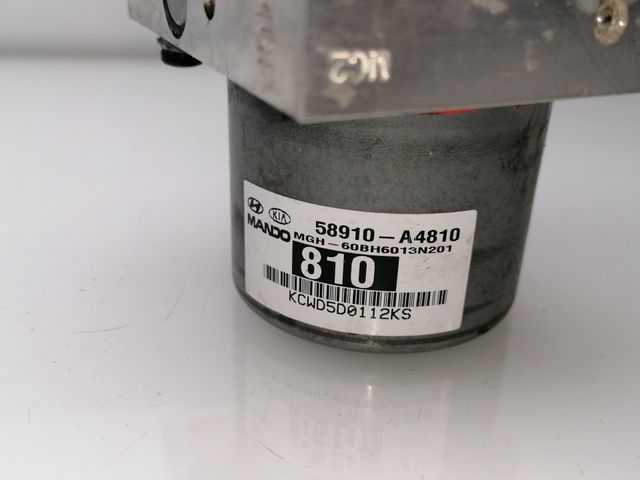 MC2
KIA
MANDO
58910-A4810
MGH-60BH6013N201
810
KCWD5D0112KS